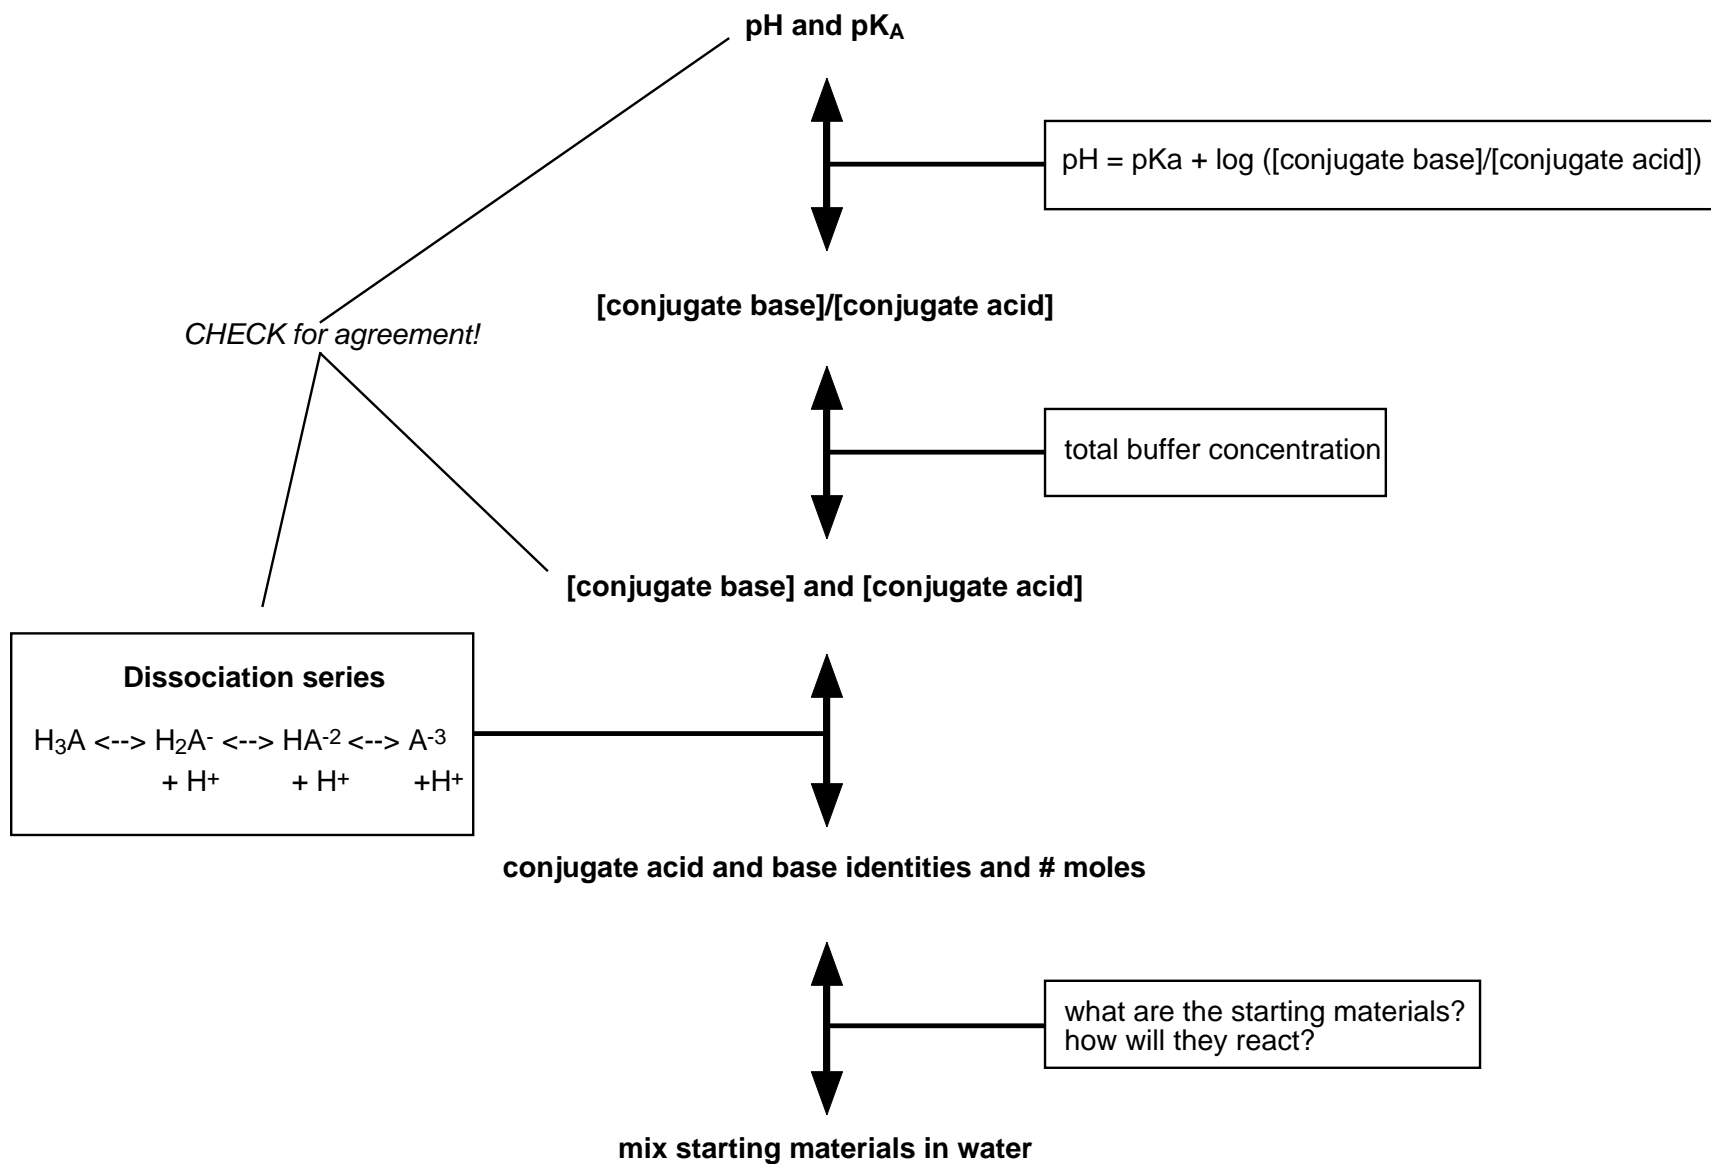 pH and pKA
pH = pKa + log ([conjugate base]/[conjugate acid])
[conjugate base]/[conjugate acid]
CHECK for agreement!
total buffer concentration
[conjugate base] and [conjugate acid]
Dissociation series
H3A <--> H2A- <--> HA-2 <--> A-3
+ H+ + H+ +H+
conjugate acid and base identities and # moles
what are the starting materials?
how will they react?
mix starting materials in water